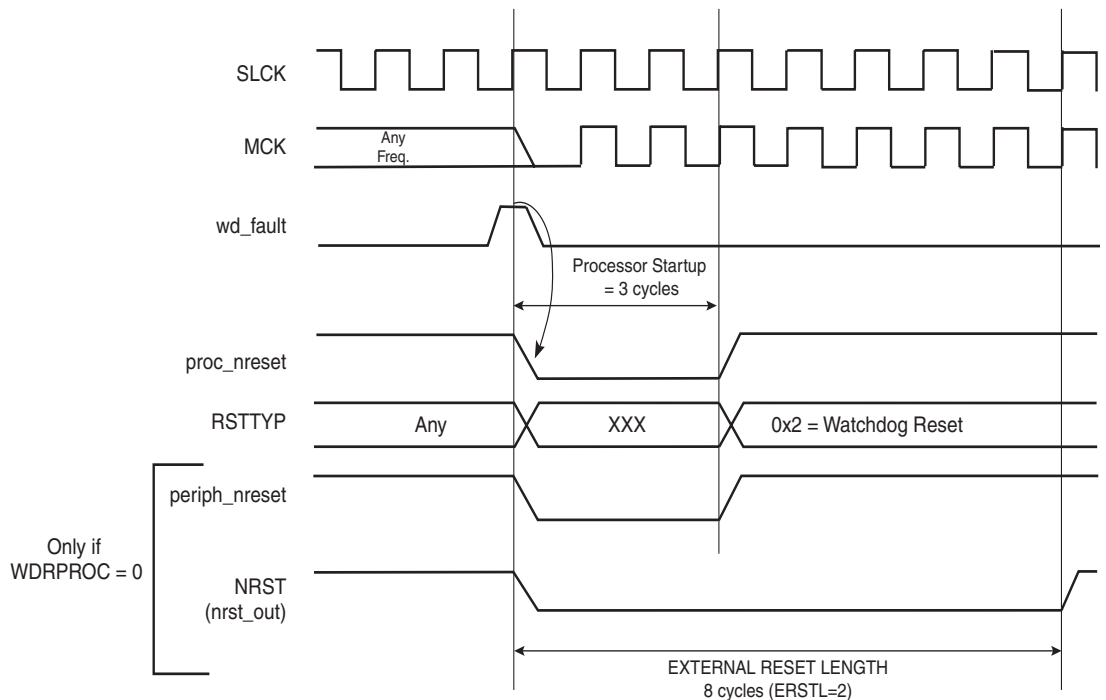 SLCK
MCK
Any
Freq.
wd_fault
Processor Startup
= 3 cycles
proc_nreset
RSTTYP
Any
XXX
0x2 = Watchdog Reset
periph_nreset
Only if
WDRPROC = 0
NRST
(nrst_out)
EXTERNAL RESET LENGTH
8 cycles (ERSTL=2)